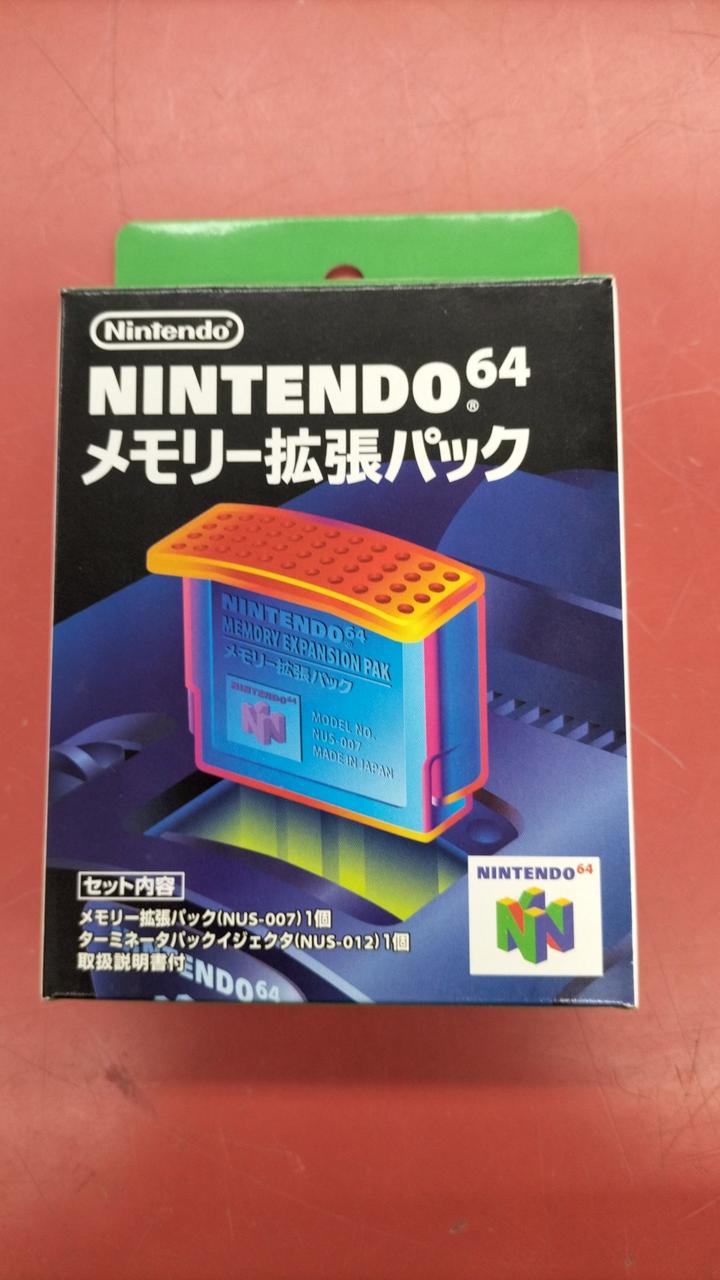 Nintendo®
NINTENDO64®
メモリー拡張パック
NINTENDO64
MEMORY EXPANSION PAK
メモリー拡張パック
NINTENDO64
MODEL NO.
NUS-007
MADE IN JAPAN
NINTENDO64
セット内容
メモリー拡張パック(NUS-007)1個
ターミネータパックイジェクタ(NUS-012)1個
取扱説明書付
ENDO64